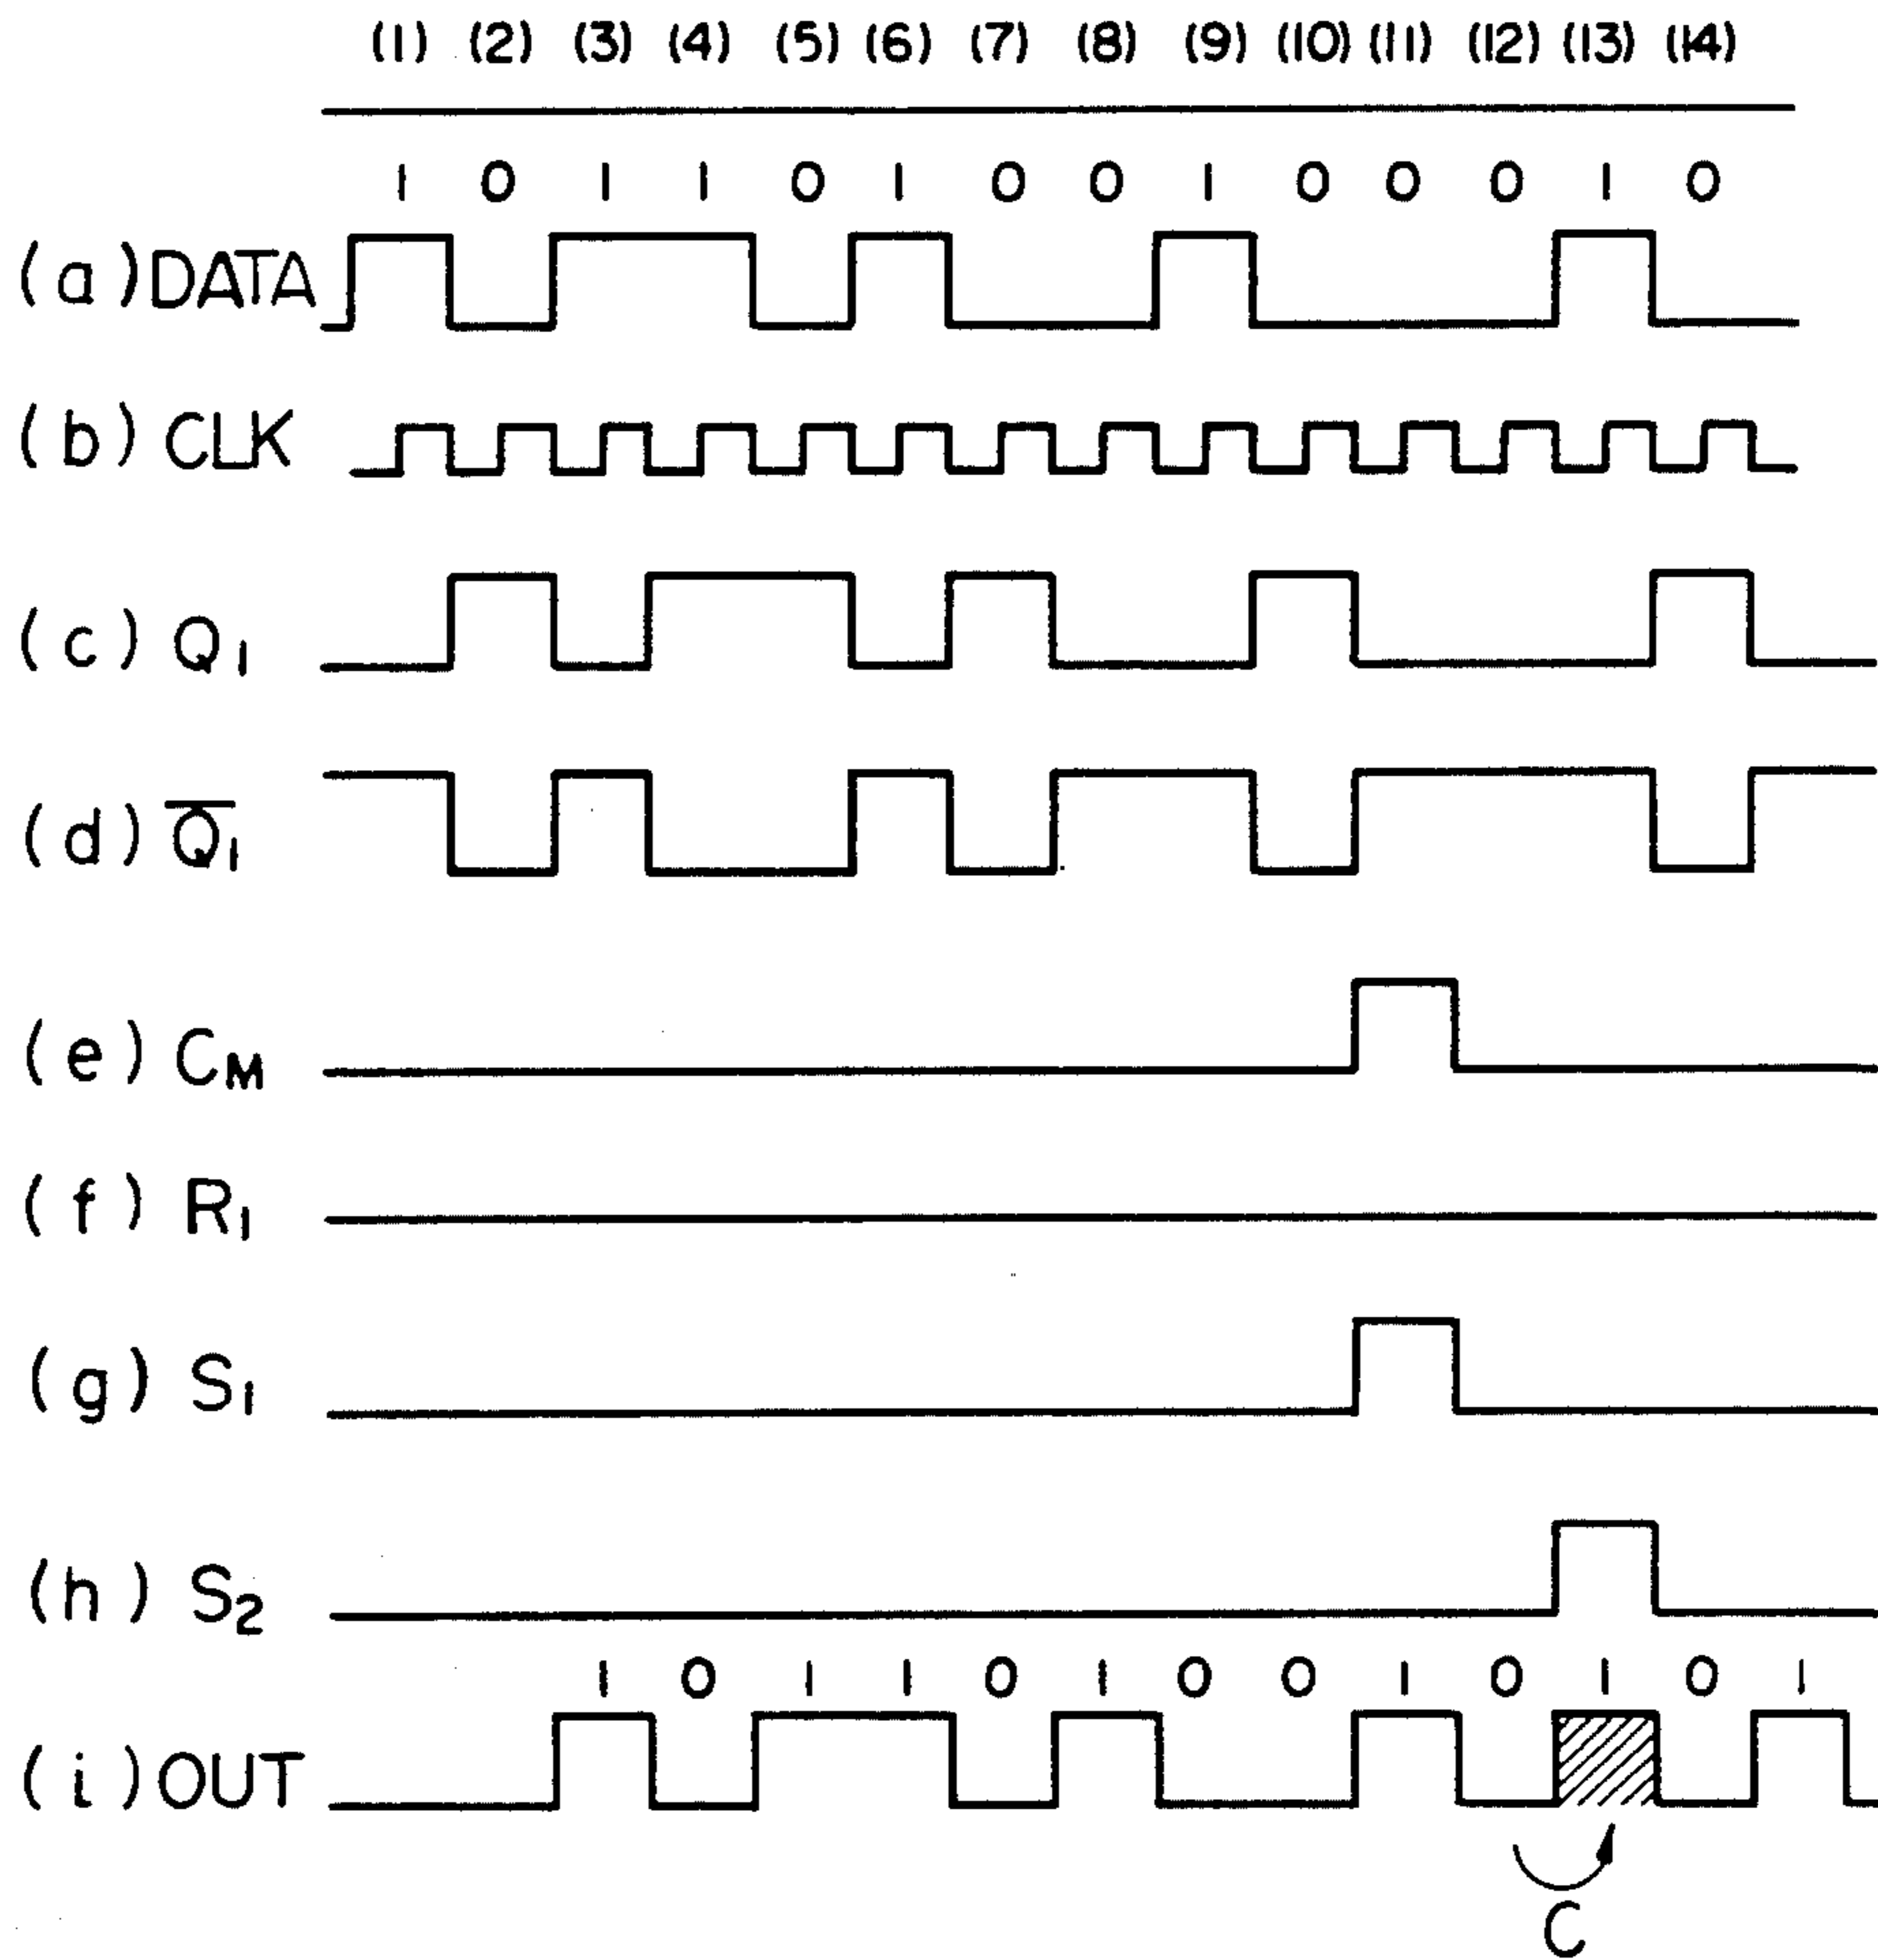 (1) (2) (3) (4) (5) (6) (7) (8) (9) (10) (11) (12) (13) (14)
1 0 1 1 0 1 0 0 1 0 0 0 1 0
(a) DATA
(b) CLK
(c) Q1
(d) Q̅1
(e) CM
(f) R1
(g) S1
(h) S2
1 0 1 1 0 1 0 0 1 0 1 0 1
(i) OUT
C